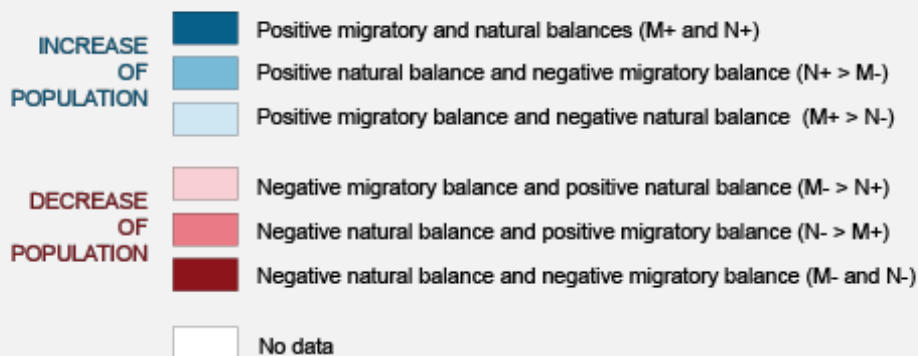 INCREASE
OF
POPULATION
Positive migratory and natural balances (M+ and N+)
Positive natural balance and negative migratory balance (N+ > M-)
Positive migratory balance and negative natural balance (M+ > N-)
DECREASE
OF
POPULATION
Negative migratory balance and positive natural balance (M- > N+)
Negative natural balance and positive migratory balance (N- > M+)
Negative natural balance and negative migratory balance (M- and N-)
No data